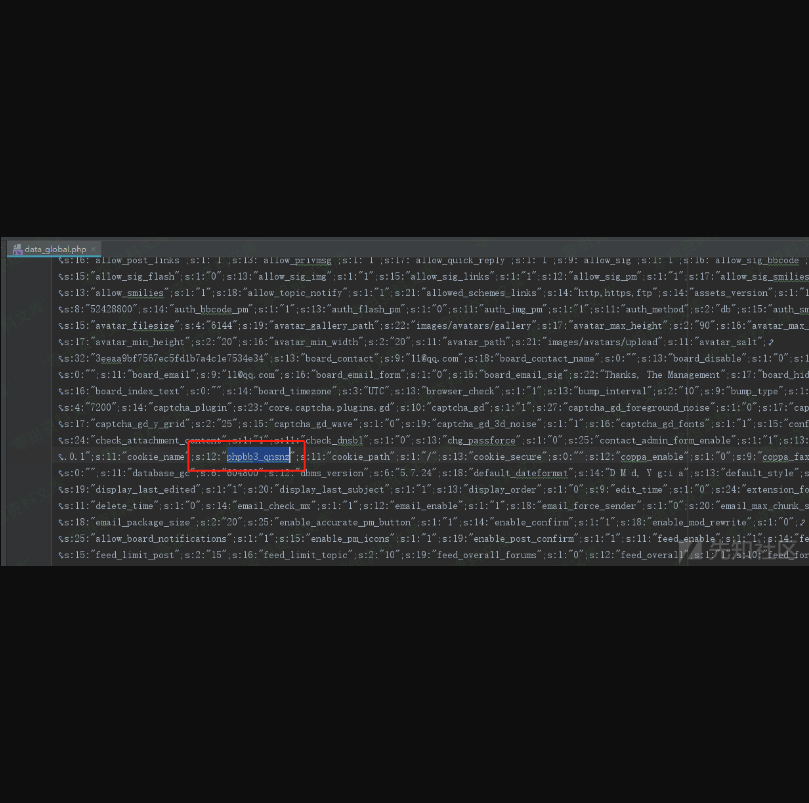 data_global.php
s:16:"allow_post_links";s:1:"1";s:13:"allow_privmsg";s:1:"1";s:17:"allow_quick_reply";s:1:"1";s:9:"allow_sig";s:1:"1";s:16:"allow_sig_bbcode";
s:15:"allow_sig_flash";s:1:"0";s:13:"allow_sig_img";s:1:"1";s:15:"allow_sig_links";s:1:"1";s:12:"allow_sig_pm";s:1:"1";s:17:"allow_sig_smilies
s:13:"allow_smilies";s:1:"1";s:18:"allow_topic_notify";s:1:"1";s:21:"allowed_schemes_links";s:14:"http,https,ftp";s:14:"assets_version";s:1:"
s:8:"52428800";s:14:"auth_bbcode_pm";s:1:"1";s:13:"auth_flash_pm";s:1:"0";s:11:"auth_img_pm";s:1:"1";s:11:"auth_method";s:2:"db";s:15:"auth_sm
s:15:"avatar_filesize";s:4:"6144";s:19:"avatar_gallery_path";s:22:"images/avatars/gallery";s:17:"avatar_max_height";s:2:"90";s:16:"avatar_max_
s:17:"avatar_min_height";s:2:"20";s:16:"avatar_min_width";s:2:"20";s:11:"avatar_path";s:21:"images/avatars/upload";s:11:"avatar_salt";
s:32:"3eeaa9bf7567ec5fd1b7a4c1e7534e34";s:13:"board_contact";s:9:"11@qq.com";s:18:"board_contact_name";s:0:"";s:13:"board_disable";s:1:"0";s:1
s:0:"";s:11:"board_email";s:9:"11@qq.com";s:16:"board_email_form";s:1:"0";s:15:"board_email_sig";s:22:"Thanks, The Management";s:17:"board_hid
s:16:"board_index_text";s:0:"";s:14:"board_timezone";s:3:"UTC";s:13:"browser_check";s:1:"1";s:13:"bump_interval";s:2:"10";s:9:"bump_type";s:1:
s:4:"7200";s:14:"captcha_plugin";s:23:"core.captcha.plugins.gd";s:10:"captcha_gd";s:1:"1";s:27:"captcha_gd_foreground_noise";s:1:"0";s:17:"cap
s:17:"captcha_gd_y_grid";s:2:"25";s:15:"captcha_gd_wave";s:1:"0";s:19:"captcha_gd_3d_noise";s:1:"1";s:16:"captcha_gd_fonts";s:1:"1";s:15:"conf
s:24:"check_attachment_content";s:1:"1";s:11:"check_dnsbl";s:1:"0";s:13:"chg_passforce";s:1:"0";s:25:"contact_admin_form_enable";s:1:"1";s:13:
.0.1";s:11:"cookie_name";s:12:"phpbb3_qnsnd";s:11:"cookie_path";s:1:"/";s:13:"cookie_secure";s:0:"";s:12:"coppa_enable";s:1:"0";s:9:"coppa_fax
s:0:"";s:11:"database_gc";s:6:"604800";s:12:"dbms_version";s:6:"5.7.24";s:18:"default_dateformat";s:14:"D M d, Y g:i a";s:13:"default_style";s
s:19:"display_last_edited";s:1:"1";s:20:"display_last_subject";s:1:"1";s:13:"display_order";s:1:"0";s:9:"edit_time";s:1:"0";s:24:"extension_fo
s:11:"delete_time";s:1:"0";s:14:"email_check_mx";s:1:"1";s:12:"email_enable";s:1:"1";s:18:"email_force_sender";s:1:"0";s:20:"email_max_chunk_s
s:18:"email_package_size";s:2:"20";s:25:"enable_accurate_pm_button";s:1:"1";s:14:"enable_confirm";s:1:"1";s:18:"enable_mod_rewrite";s:1:"0";
s:25:"allow_board_notifications";s:1:"1";s:15:"enable_pm_icons";s:1:"1";s:19:"enable_post_confirm";s:1:"1";s:11:"feed_enable";s:1:"1";s:14:"fe
s:15:"feed_limit_post";s:2:"15";s:16:"feed_limit_topic";s:2:"10";s:19:"feed_overall_forums";s:1:"0";s:12:"feed_overall";s:1:"1";s:10:"feed_for
先知社区